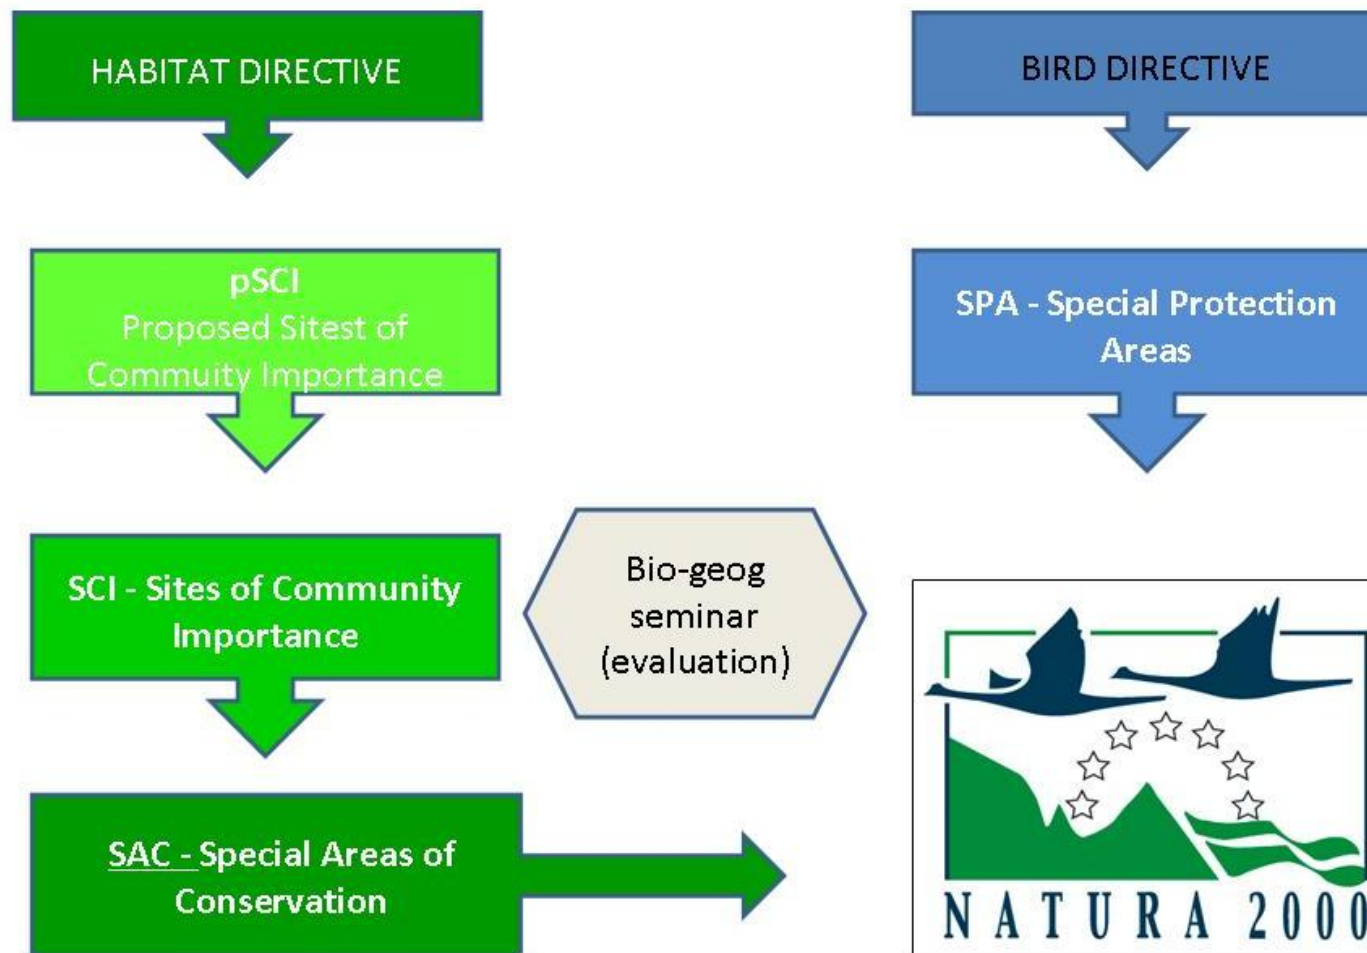 HABITAT DIRECTIVE
BIRD DIRECTIVE
pSCI
Proposed Sitest of
Commuity Importance
SPA - Special Protection
Areas
SCI - Sites of Community
Importance
Bio-geog
seminar
(evaluation)
SAC - Special Areas of
Conservation
NATURA 2000